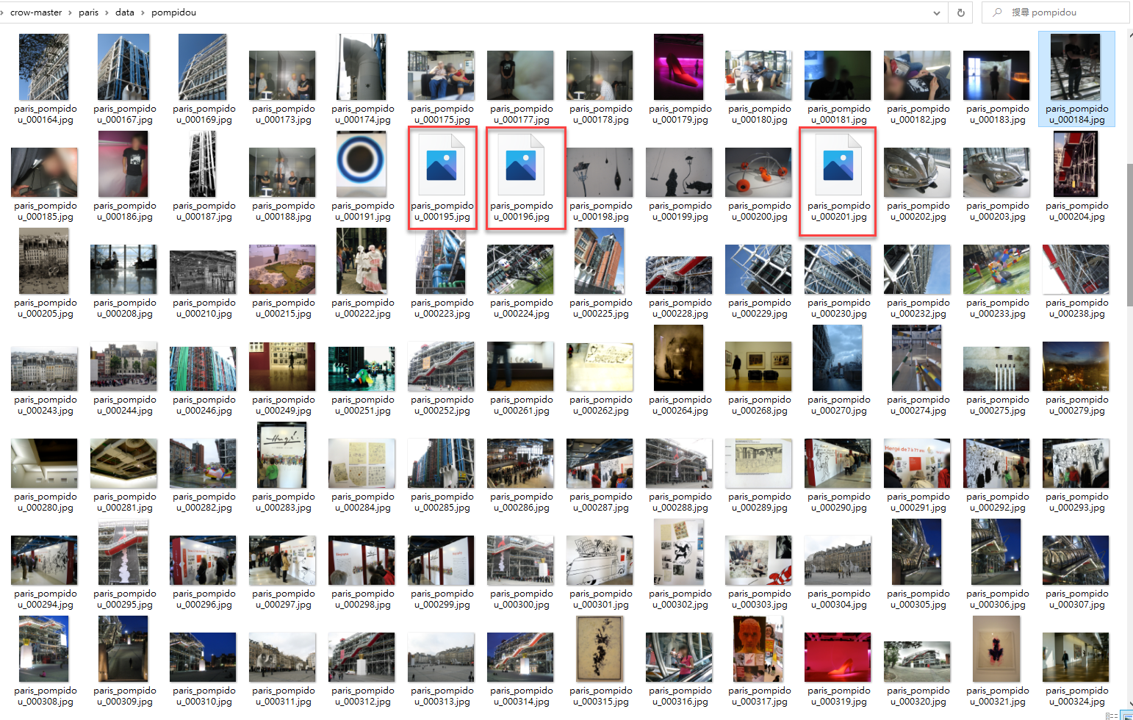 crow-master > paris > data > pompidou
搜尋 pompidou
paris_pompidou_000164.jpg
paris_pompidou_000167.jpg
paris_pompidou_000169.jpg
paris_pompidou_000173.jpg
paris_pompidou_000174.jpg
paris_pompidou_000175.jpg
paris_pompidou_000177.jpg
paris_pompidou_000178.jpg
paris_pompidou_000179.jpg
paris_pompidou_000180.jpg
paris_pompidou_000181.jpg
paris_pompidou_000182.jpg
paris_pompidou_000183.jpg
paris_pompidou_000184.jpg
paris_pompidou_000185.jpg
paris_pompidou_000186.jpg
paris_pompidou_000187.jpg
paris_pompidou_000188.jpg
paris_pompidou_000191.jpg
paris_pompidou_000195.jpg
paris_pompidou_000196.jpg
paris_pompidou_000198.jpg
paris_pompidou_000199.jpg
paris_pompidou_000200.jpg
paris_pompidou_000201.jpg
paris_pompidou_000202.jpg
paris_pompidou_000203.jpg
paris_pompidou_000204.jpg
paris_pompidou_000205.jpg
paris_pompidou_000208.jpg
paris_pompidou_000210.jpg
paris_pompidou_000215.jpg
paris_pompidou_000222.jpg
paris_pompidou_000223.jpg
paris_pompidou_000224.jpg
paris_pompidou_000225.jpg
paris_pompidou_000228.jpg
paris_pompidou_000229.jpg
paris_pompidou_000230.jpg
paris_pompidou_000232.jpg
paris_pompidou_000233.jpg
paris_pompidou_000238.jpg
paris_pompidou_000243.jpg
paris_pompidou_000244.jpg
paris_pompidou_000246.jpg
paris_pompidou_000249.jpg
paris_pompidou_000251.jpg
paris_pompidou_000252.jpg
paris_pompidou_000261.jpg
paris_pompidou_000262.jpg
paris_pompidou_000264.jpg
paris_pompidou_000268.jpg
paris_pompidou_000270.jpg
paris_pompidou_000274.jpg
paris_pompidou_000275.jpg
paris_pompidou_000279.jpg
paris_pompidou_000280.jpg
paris_pompidou_000281.jpg
paris_pompidou_000282.jpg
paris_pompidou_000283.jpg
paris_pompidou_000284.jpg
paris_pompidou_000285.jpg
paris_pompidou_000286.jpg
paris_pompidou_000287.jpg
paris_pompidou_000288.jpg
paris_pompidou_000289.jpg
paris_pompidou_000290.jpg
paris_pompidou_000291.jpg
paris_pompidou_000292.jpg
paris_pompidou_000293.jpg
paris_pompidou_000294.jpg
paris_pompidou_000295.jpg
paris_pompidou_000296.jpg
paris_pompidou_000297.jpg
paris_pompidou_000298.jpg
paris_pompidou_000299.jpg
paris_pompidou_000300.jpg
paris_pompidou_000301.jpg
paris_pompidou_000302.jpg
paris_pompidou_000303.jpg
paris_pompidou_000304.jpg
paris_pompidou_000305.jpg
paris_pompidou_000306.jpg
paris_pompidou_000307.jpg
paris_pompidou_000308.jpg
paris_pompidou_000309.jpg
paris_pompidou_000310.jpg
paris_pompidou_000311.jpg
paris_pompidou_000312.jpg
paris_pompidou_000313.jpg
paris_pompidou_000314.jpg
paris_pompidou_000315.jpg
paris_pompidou_000316.jpg
paris_pompidou_000317.jpg
paris_pompidou_000319.jpg
paris_pompidou_000320.jpg
paris_pompidou_000321.jpg
paris_pompidou_000324.jpg